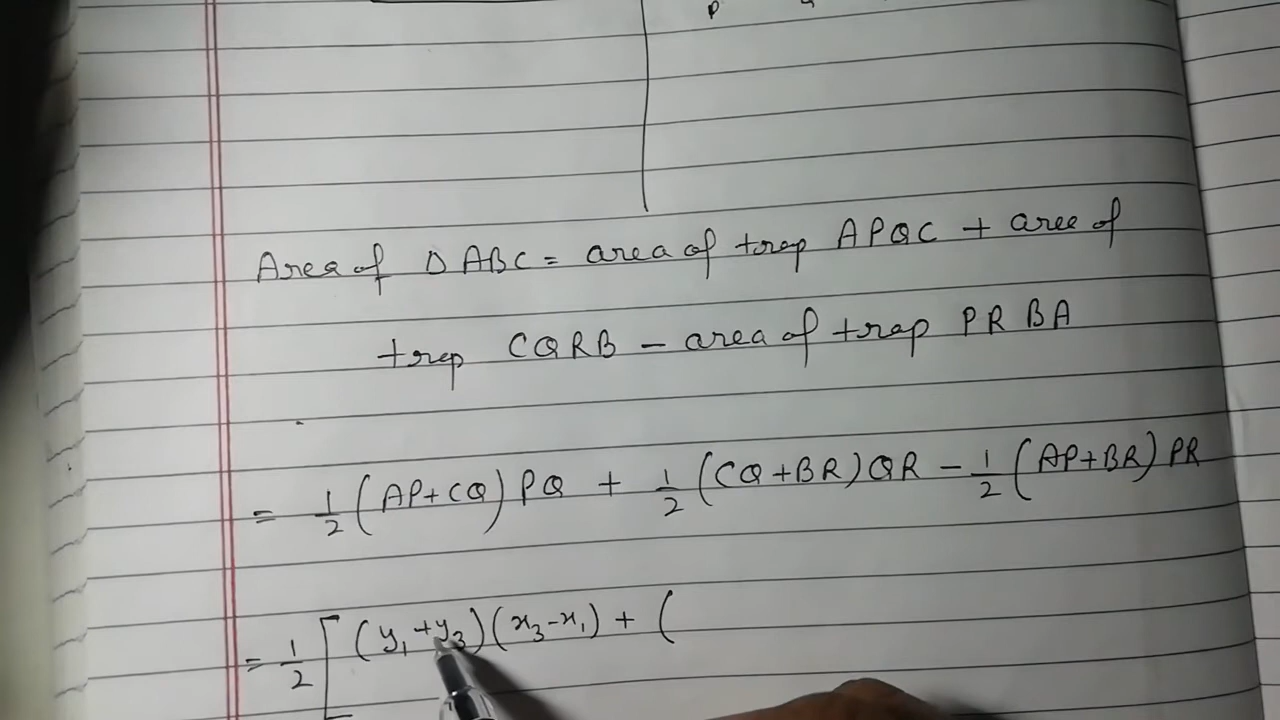 P
Area of Δ ABC = area of trap APQC + area of
trap CQRB - area of trap PRBA
= 1/2 (AP+CQ) PQ + 1/2 (CQ+BR) QR - 1/2 (AP+BR) PR
= 1/2 [ (y₁+y₃)(x₃-x₁) + (